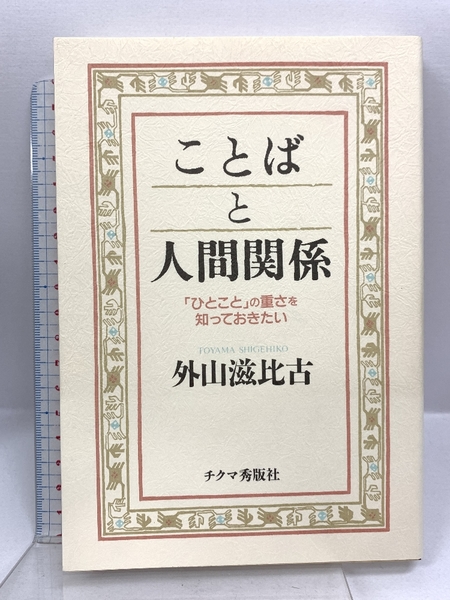 ことば
と
人間関係
「ひとこと」の重さを
知っておきたい
TOYAMA SHIGEHIKO
外山滋比古
チクマ秀版社